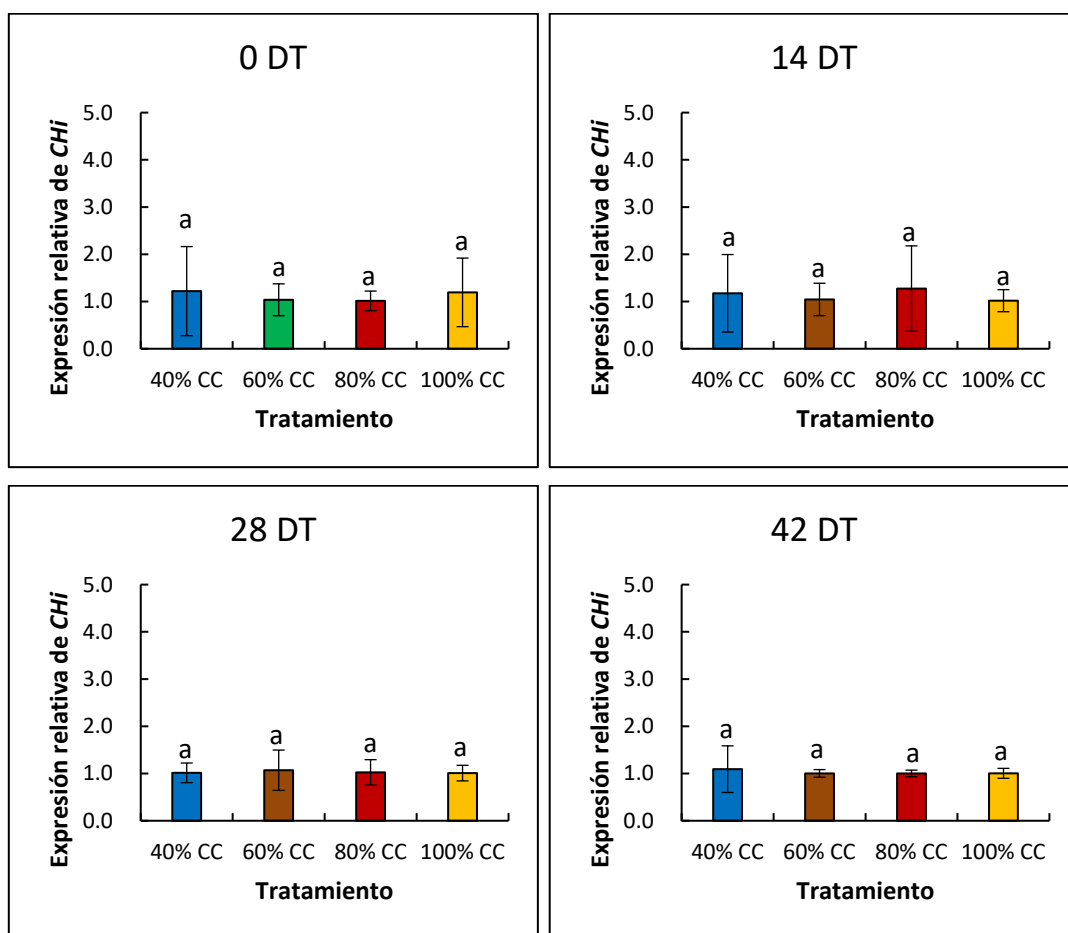 0 DT
Expresión relativa de CHi
5.0
4.0
3.0
2.0
1.0
0.0
a
a
a
a
40% CC 60% CC 80% CC 100% CC
Tratamiento
14 DT
Expresión relativa de CHi
5.0
4.0
3.0
2.0
1.0
0.0
a
a
a
a
40% CC 60% CC 80% CC 100% CC
Tratamiento
28 DT
Expresión relativa de CHi
5.0
4.0
3.0
2.0
1.0
0.0
a
a
a
a
40% CC 60% CC 80% CC 100% CC
Tratamiento
42 DT
Expresión relativa de CHi
5.0
4.0
3.0
2.0
1.0
0.0
a
a
a
a
40% CC 60% CC 80% CC 100% CC
Tratamiento